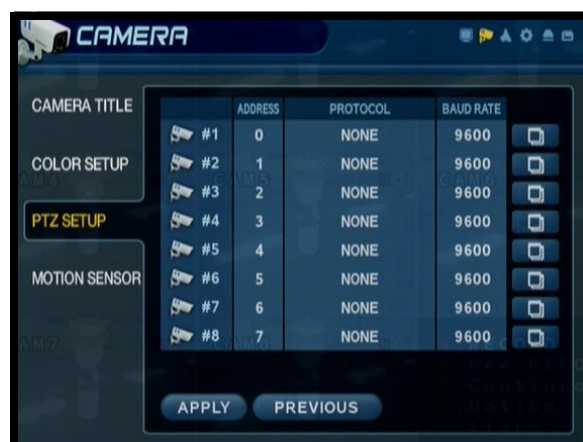 CAMERA
CAMERA TITLE
COLOR SETUP
PTZ SETUP
MOTION SENSOR
ADDRESS PROTOCOL BAUD RATE
#1 0 NONE 9600
#2 1 NONE 9600
#3 2 NONE 9600
#4 3 NONE 9600
#5 4 NONE 9600
#6 5 NONE 9600
#7 6 NONE 9600
#8 7 NONE 9600
APPLY PREVIOUS